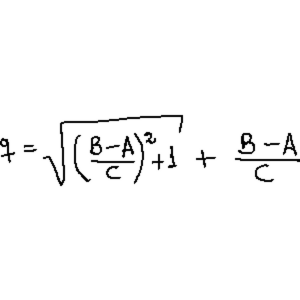 q = √((B-A)/C)² + 1) + (B-A)/C